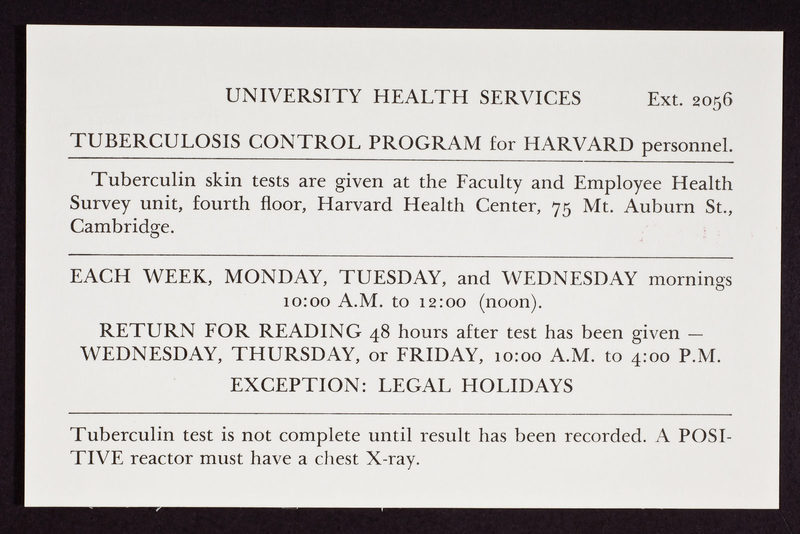 UNIVERSITY HEALTH SERVICES Ext. 2056
TUBERCULOSIS CONTROL PROGRAM for HARVARD personnel.
Tuberculin skin tests are given at the Faculty and Employee Health
Survey unit, fourth floor, Harvard Health Center, 75 Mt. Auburn St.,
Cambridge.
EACH WEEK, MONDAY, TUESDAY, and WEDNESDAY mornings
10:00 A.M. to 12:00 (noon).
RETURN FOR READING 48 hours after test has been given —
WEDNESDAY, THURSDAY, or FRIDAY, 10:00 A.M. to 4:00 P.M.
EXCEPTION: LEGAL HOLIDAYS
Tuberculin test is not complete until result has been recorded. A POSI-
TIVE reactor must have a chest X-ray.